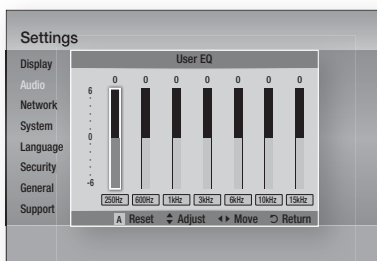 Settings
Display
Audio
Network
System
Language
Security
General
Support
User EQ
0 0 0 0 0 0 0
6
0
-6
250Hz 600Hz 1kHz 3kHz 6kHz 10kHz 15kHz
A Reset Adjust Move Return